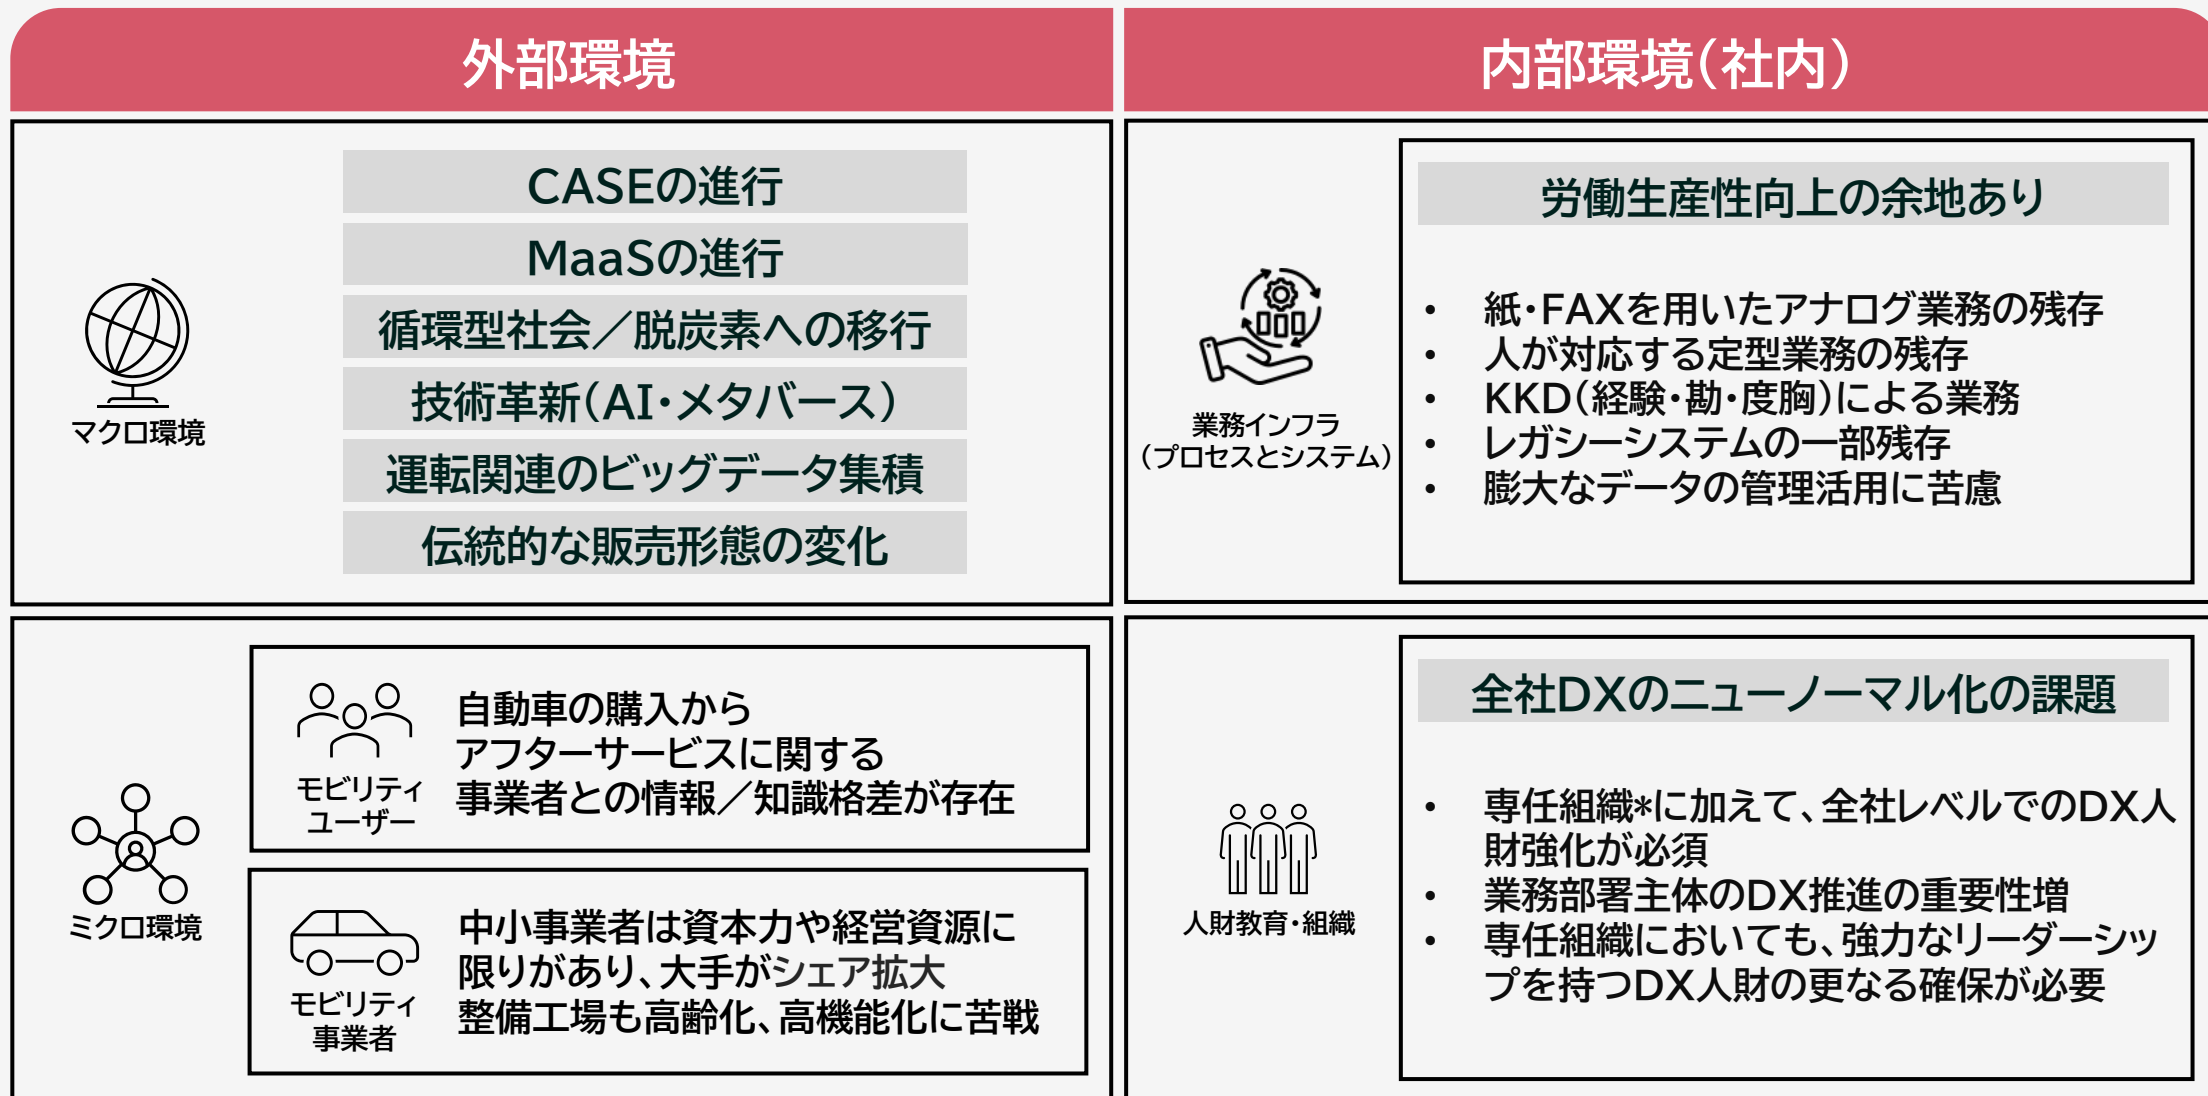 外部環境
CASEの進行
MaaSの進行
循環型社会／脱炭素への移行
技術革新(AI・メタバース)
運転関連のビッグデータ集積
伝統的な販売形態の変化
マクロ環境
モビリティ
ユーザー
自動車の購入から
アフターサービスに関する
事業者との情報／知識格差が存在
ミクロ環境
モビリティ
事業者
中小事業者は資本力や経営資源に
限りがあり、大手がシェア拡大
整備工場も高齢化、高機能化に苦戦
内部環境(社内)
業務インフラ
(プロセスとシステム)
労働生産性向上の余地あり
• 紙・FAXを用いたアナログ業務の残存
• 人が対応する定型業務の残存
• KKD(経験・勘・度胸)による業務
• レガシーシステムの一部残存
• 膨大なデータの管理活用に苦慮
人財教育・組織
全社DXのニューノーマル化の課題
• 専任組織*に加えて、全社レベルでのDX人
財強化が必須
• 業務部署主体のDX推進の重要性増
• 専任組織においても、強力なリーダーシッ
プを持つDX人財の更なる確保が必要